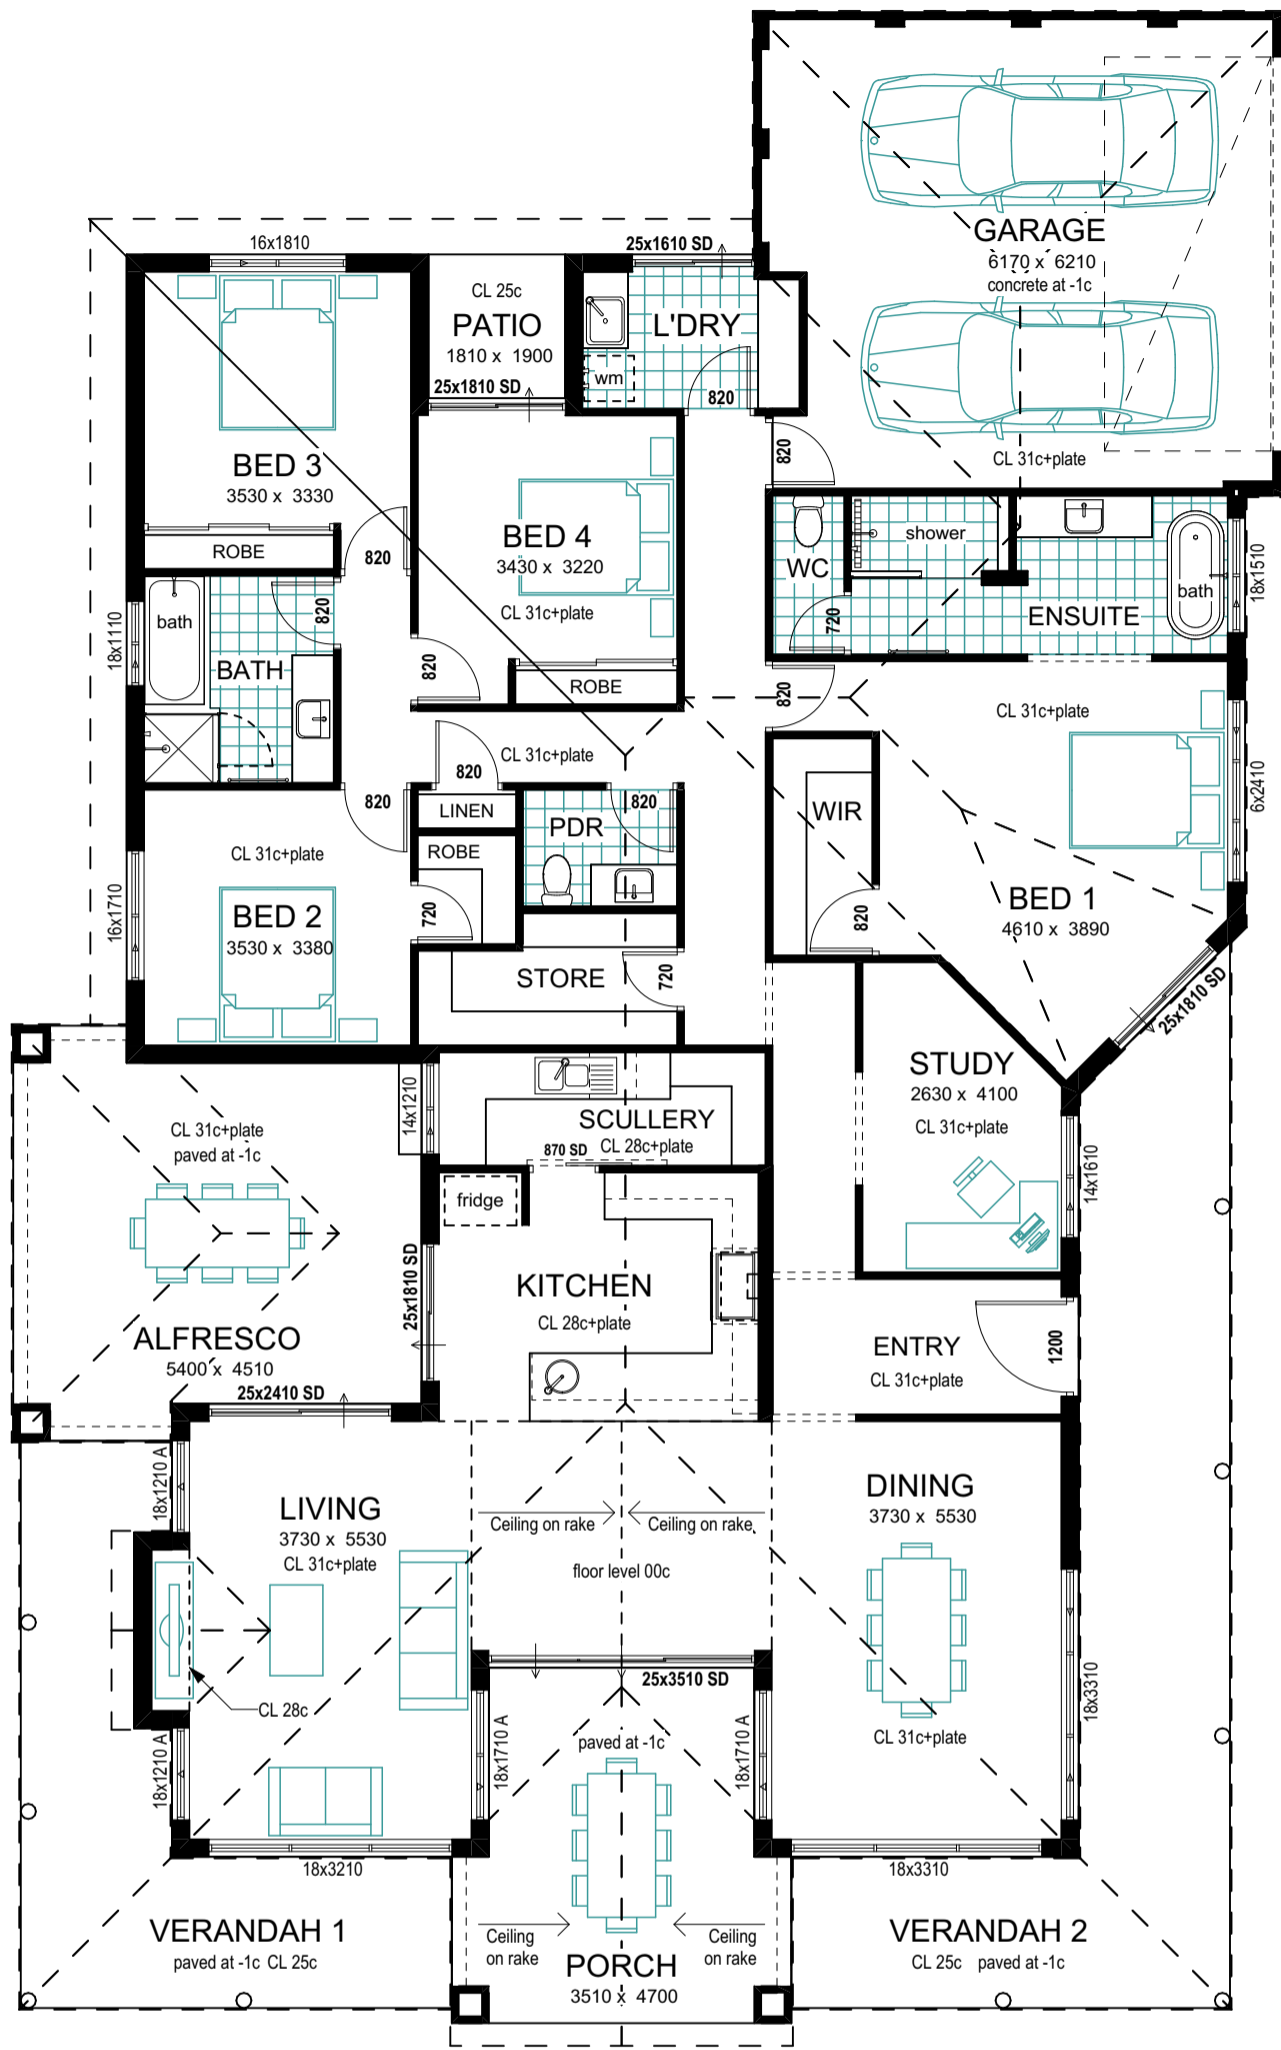 GARAGE
6170 x 6210
concrete at -1c
CL 31c+plate
16x1810
25x1610 SD
CL 25c
PATIO
1810 x 1900
25x1810 SD
L'DRY
wm
820
820
BED 3
3530 x 3330
ROBE
820
BED 4
3430 x 3220
CL 31c+plate
ROBE
820
WC
720
shower
ENSUITE
bath
18x1510
18x1110
bath
BATH
820
820
CL 31c+plate
6x2410
CL 31c+plate
820
LINEN
ROBE
720
PDR
820
WIR
820
BED 1
4610 x 3890
25x1810 SD
820
CL 31c+plate
BED 2
3530 x 3380
16x1710
STORE
720
STUDY
2630 x 4100
CL 31c+plate
14x1610
14x1210
SCULLERY
CL 28c+plate
870 SD
fridge
CL 31c+plate
paved at -1c
ALFRESCO
5400 x 4510
25x2410 SD
25x1810 SD
KITCHEN
CL 28c+plate
ENTRY
CL 31c+plate
1200
18x1210 A
LIVING
3730 x 5530
CL 31c+plate
Ceiling on rake
Ceiling on rake
floor level 00c
DINING
3730 x 5530
CL 31c+plate
18x3310
CL 28c
18x1210 A
25x3510 SD
18x1710 A
18x1710 A
paved at -1c
18x3210
18x3310
VERANDAH 1
paved at -1c CL 25c
Ceiling
on rake
Ceiling
on rake
PORCH
3510 x 4700
VERANDAH 2
CL 25c paved at -1c